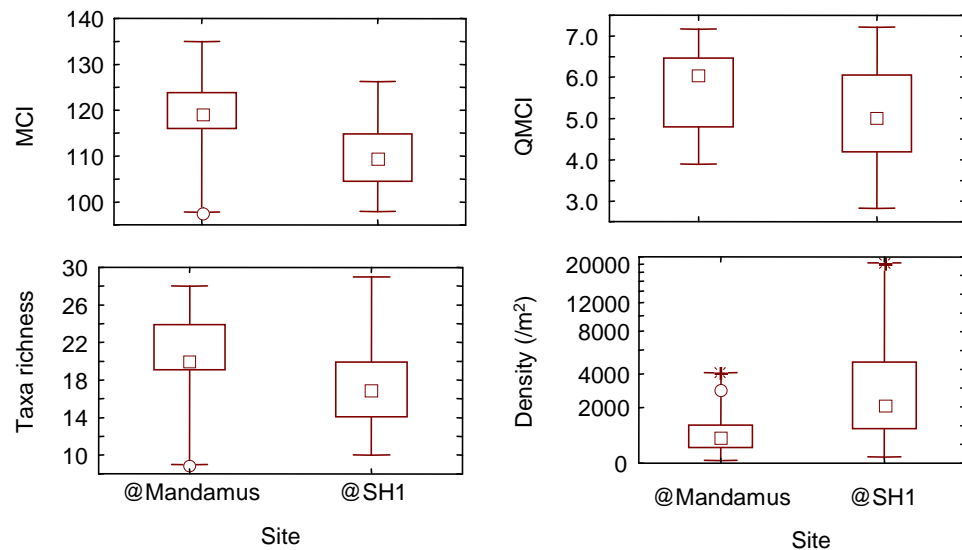 MCI
140
130
120
110
100
QMCI
7.0
6.0
5.0
4.0
3.0
Taxa richness
30
26
22
18
14
10
@Mandamus
@SH1
Site
Density (/m²)
20000
12000
8000
4000
2000
0
@Mandamus
@SH1
Site